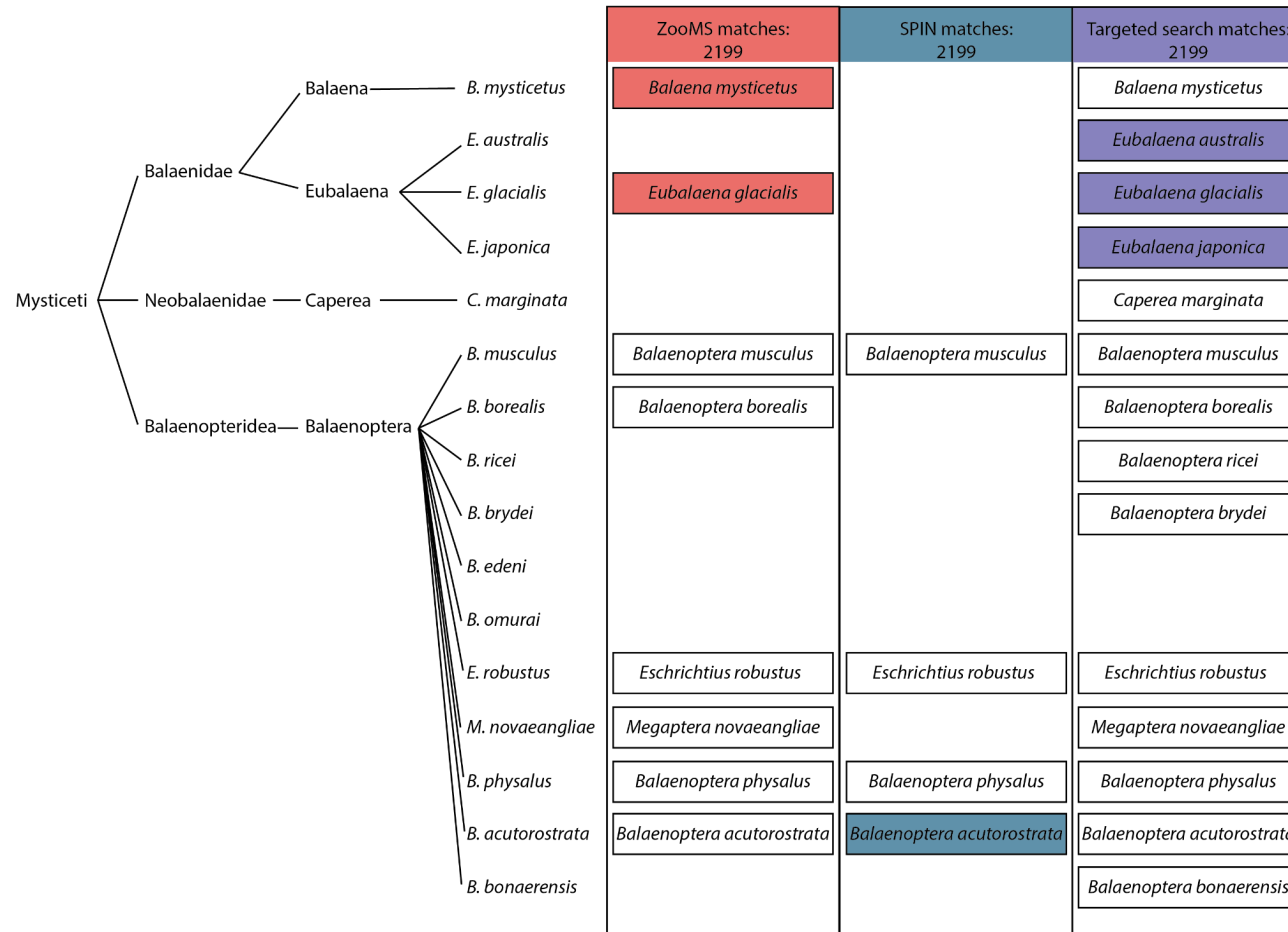 ZooMS matches:
2199
SPIN matches:
2199
Targeted search matches:
2199
Balaena
B. mysticetus
Balaena mysticetus
Balaena mysticetus
E. australis
Eubalaena australis
Balaenidae
Eubalaena
E. glacialis
Eubalaena glacialis
Eubalaena glacialis
E. japonica
Eubalaena japonica
Mysticeti
Neobalaenidae
Caperea
C. marginata
Caperea marginata
B. musculus
Balaenoptera musculus
Balaenoptera musculus
Balaenoptera musculus
B. borealis
Balaenoptera borealis
Balaenoptera borealis
Balaenopteridea
Balaenoptera
B. ricei
Balaenoptera ricei
B. brydei
Balaenoptera brydei
B. edeni
B. omurai
E. robustus
Eschrichtius robustus
Eschrichtius robustus
Eschrichtius robustus
M. novaeangliae
Megaptera novaeangliae
Megaptera novaeangliae
B. physalus
Balaenoptera physalus
Balaenoptera physalus
Balaenoptera physalus
B. acutorostrata
Balaenoptera acutorostrata
Balaenoptera acutorostrata
Balaenoptera acutorostrata
B. bonaerensis
Balaenoptera bonaerensis